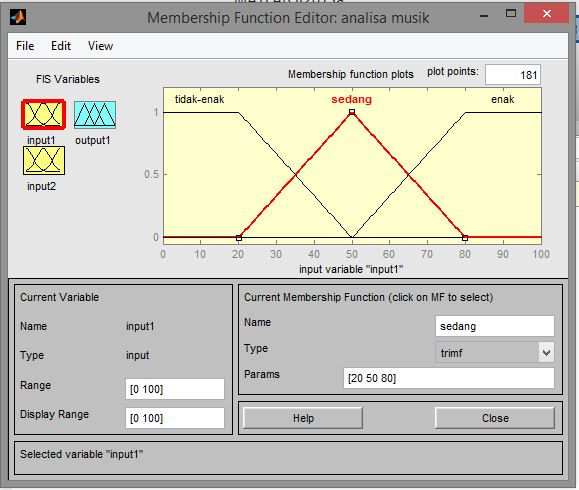 Membership Function Editor: analisa musik
File Edit View
FIS Variables
input1 output1
input2
Membership function plots plot points: 181
tidak-enak sedang enak
1
0.5
0
0 10 20 30 40 50 60 70 80 90 100
input variable "input1"
Current Variable
Name input1
Type input
Range [0 100]
Display Range [0 100]
Current Membership Function (click on MF to select)
Name sedang
Type trimf
Params [20 50 80]
Help Close
Selected variable "input1"